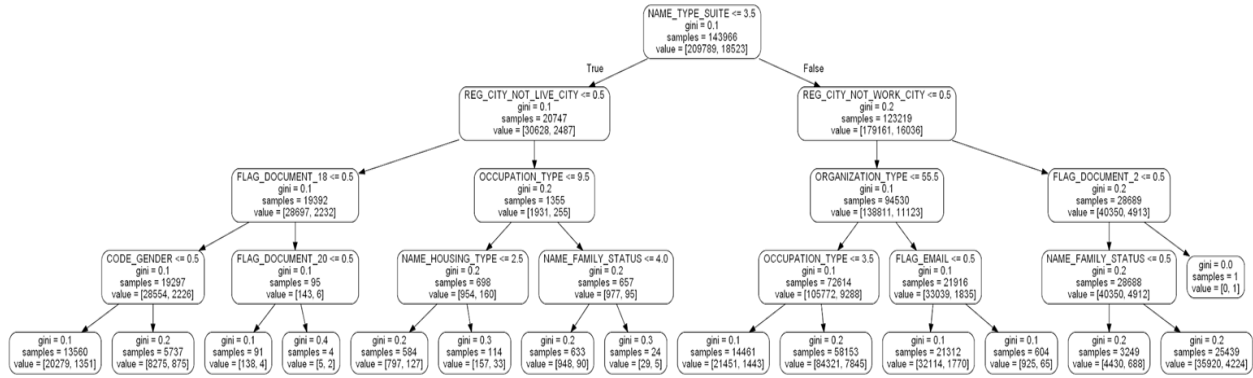 NAME_TYPE_SUITE <= 3.5
gini = 0.1
samples = 143966
value = [209789, 18523]
True
False
REG_CITY_NOT_LIVE_CITY <= 0.5
gini = 0.1
samples = 20747
value = [30628, 2487]
REG_CITY_NOT_WORK_CITY <= 0.5
gini = 0.2
samples = 123219
value = [179161, 16036]
FLAG_DOCUMENT_18 <= 0.5
gini = 0.1
samples = 19392
value = [28697, 2232]
OCCUPATION_TYPE <= 9.5
gini = 0.2
samples = 1355
value = [1931, 255]
ORGANIZATION_TYPE <= 55.5
gini = 0.1
samples = 94530
value = [138811, 11123]
FLAG_DOCUMENT_2 <= 0.5
gini = 0.2
samples = 28689
value = [40350, 4913]
CODE_GENDER <= 0.5
gini = 0.1
samples = 19297
value = [28554, 2226]
FLAG_DOCUMENT_20 <= 0.5
gini = 0.1
samples = 95
value = [143, 6]
NAME_HOUSING_TYPE <= 2.5
gini = 0.2
samples = 698
value = [954, 160]
NAME_FAMILY_STATUS <= 4.0
gini = 0.2
samples = 657
value = [977, 95]
OCCUPATION_TYPE <= 3.5
gini = 0.1
samples = 72614
value = [105772, 9288]
FLAG_EMAIL <= 0.5
gini = 0.1
samples = 21916
value = [33039, 1835]
NAME_FAMILY_STATUS <= 0.5
gini = 0.2
samples = 28688
value = [40350, 4912]
gini = 0.0
samples = 1
value = [0, 1]
gini = 0.1
samples = 13560
value = [20279, 1351]
gini = 0.2
samples = 5737
value = [8275, 875]
gini = 0.1
samples = 91
value = [138, 4]
gini = 0.4
samples = 4
value = [5, 2]
gini = 0.2
samples = 584
value = [797, 127]
gini = 0.3
samples = 114
value = [157, 33]
gini = 0.2
samples = 633
value = [948, 90]
gini = 0.3
samples = 24
value = [29, 5]
gini = 0.1
samples = 14461
value = [21451, 1443]
gini = 0.2
samples = 58153
value = [84321, 7845]
gini = 0.1
samples = 21312
value = [32114, 1770]
gini = 0.1
samples = 604
value = [925, 65]
gini = 0.2
samples = 3249
value = [4430, 688]
gini = 0.2
samples = 25439
value = [35920, 4224]